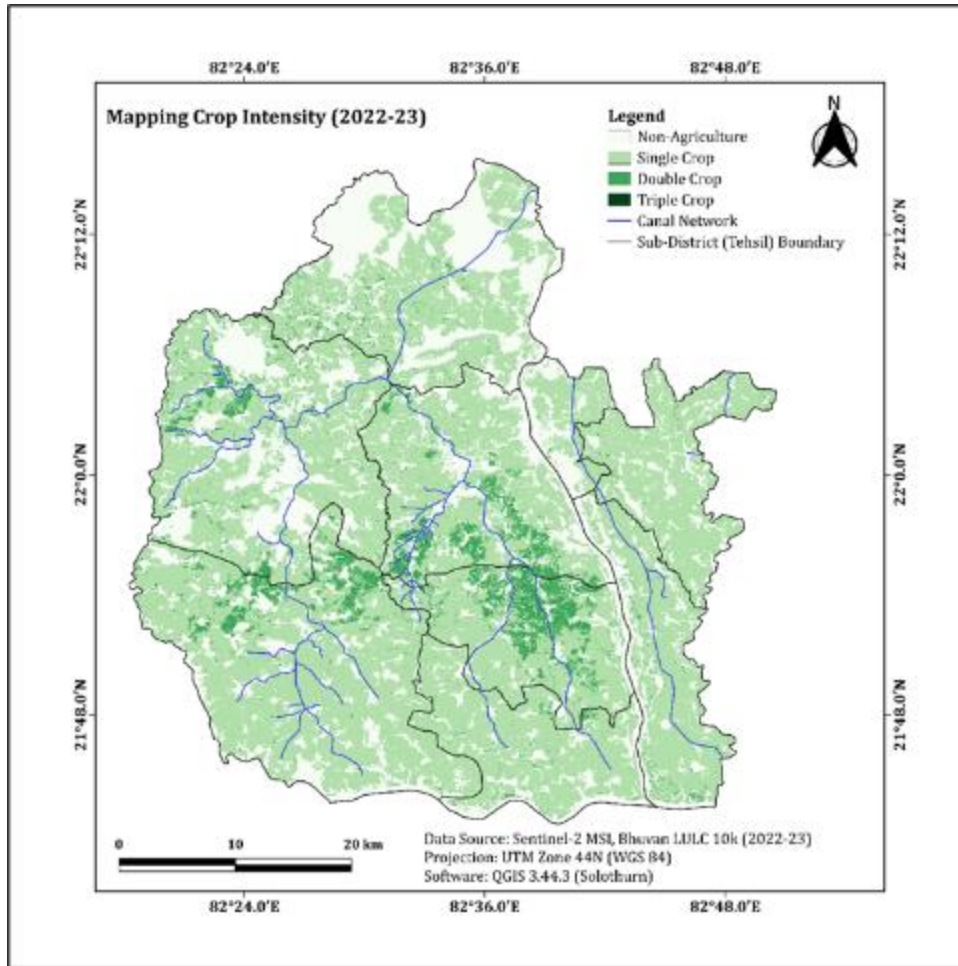 82°24.0'E 82°36.0'E 82°48.0'E
Mapping Crop Intensity (2022-23)
Legend
Non-Agriculture
Single Crop
Double Crop
Triple Crop
Canal Network
Sub-District (Tehsil) Boundary
N
22°12.0'N 22°12.0'N
22°0.0'N 22°0.0'N
21°48.0'N 21°48.0'N
0 10 20 km
Data Source: Sentinel-2 MSI, Bhuvan LULC 10k (2022-23)
Projection: UTM Zone 44N (WGS 84)
Software: QGIS 3.44.3 (Solothurn)
82°24.0'E 82°36.0'E 82°48.0'E